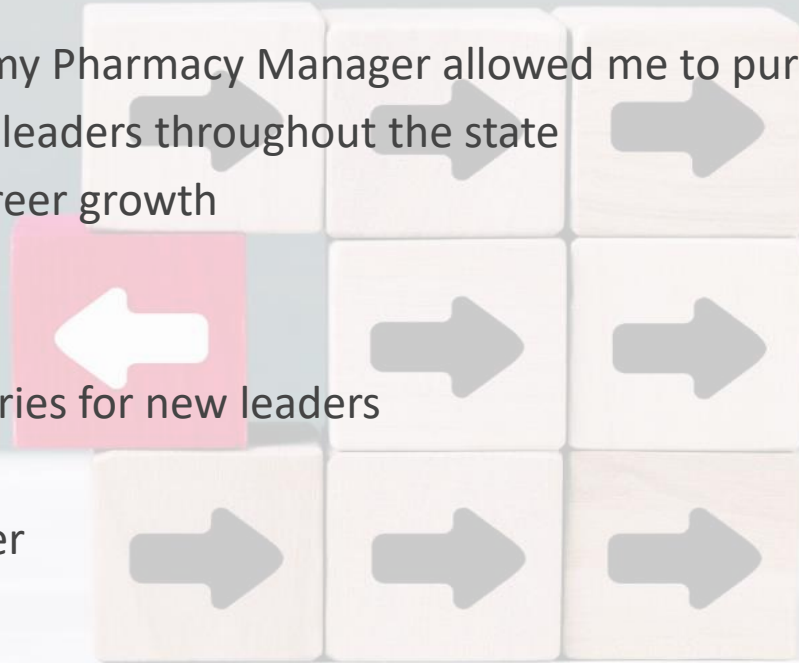 my Pharmacy Manager allowed me to pur
leaders throughout the state
reer growth
ries for new leaders
er